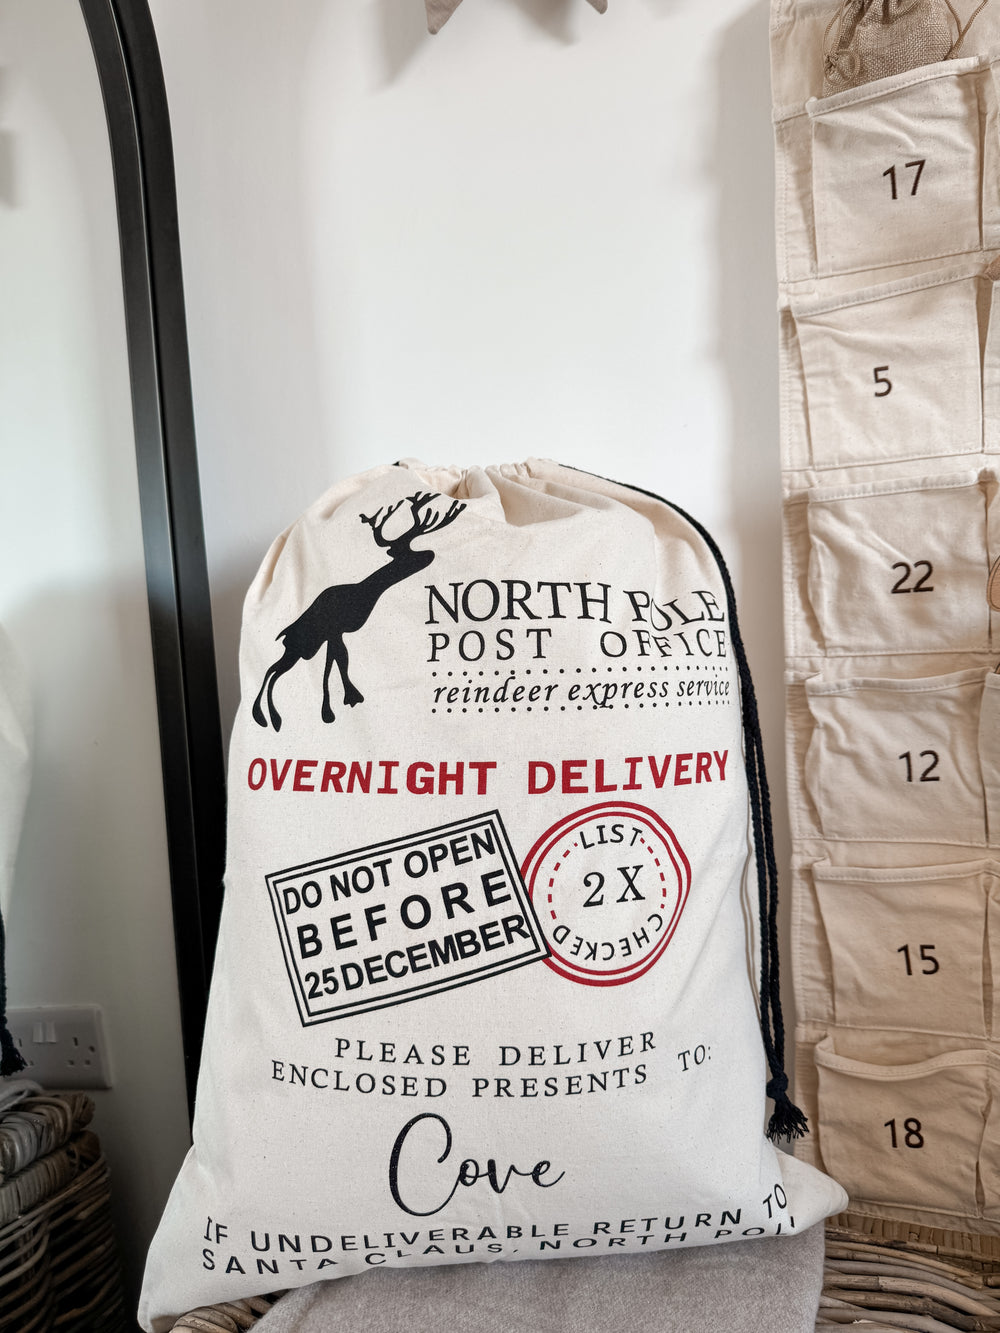 NORTH POLE
POST OFFICE
reindeer express service
OVERNIGHT DELIVERY
DO NOT OPEN
BEFORE
25 DECEMBER
LIST
2X
CHECKED
PLEASE DELIVER
ENCLOSED PRESENTS TO:
Cove
IF UNDELIVERABLE RETURN TO
SANTA CLAUS, NORTH POL
17
5
22
12
15
18